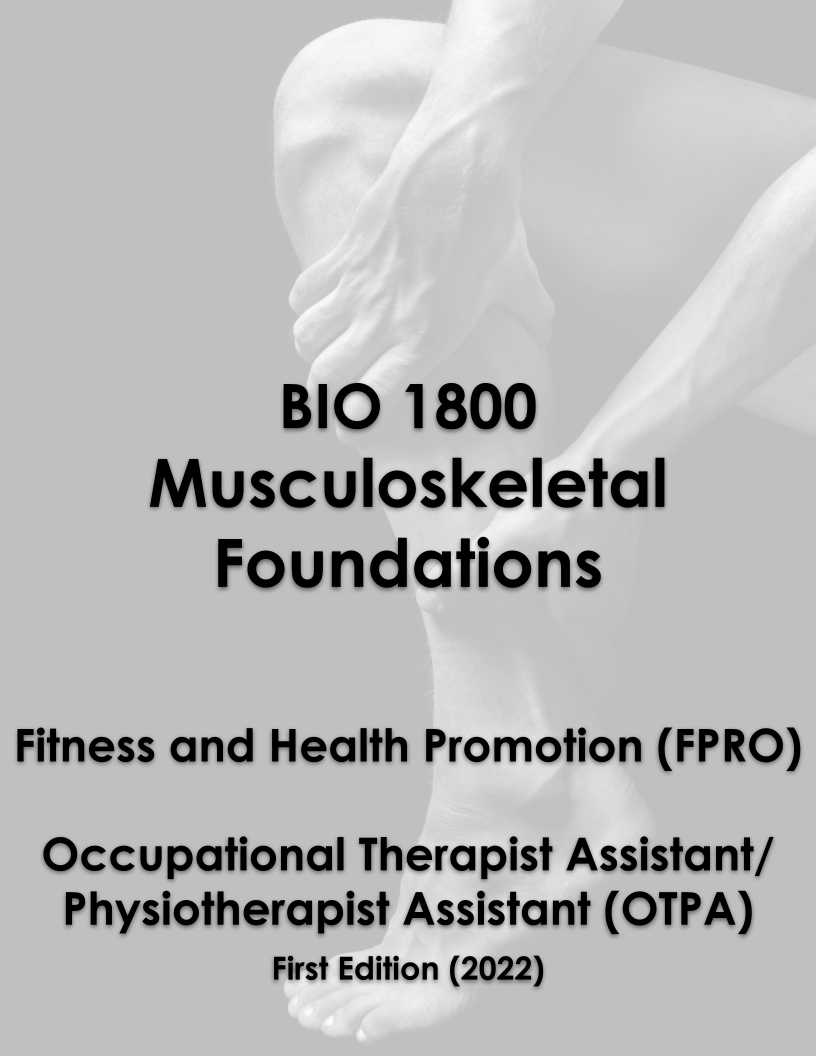 BIO 1800
Musculoskeletal
Foundations
Fitness and Health Promotion (FPRO)
Occupational Therapist Assistant/
Physiotherapist Assistant (OTPA)
First Edition (2022)